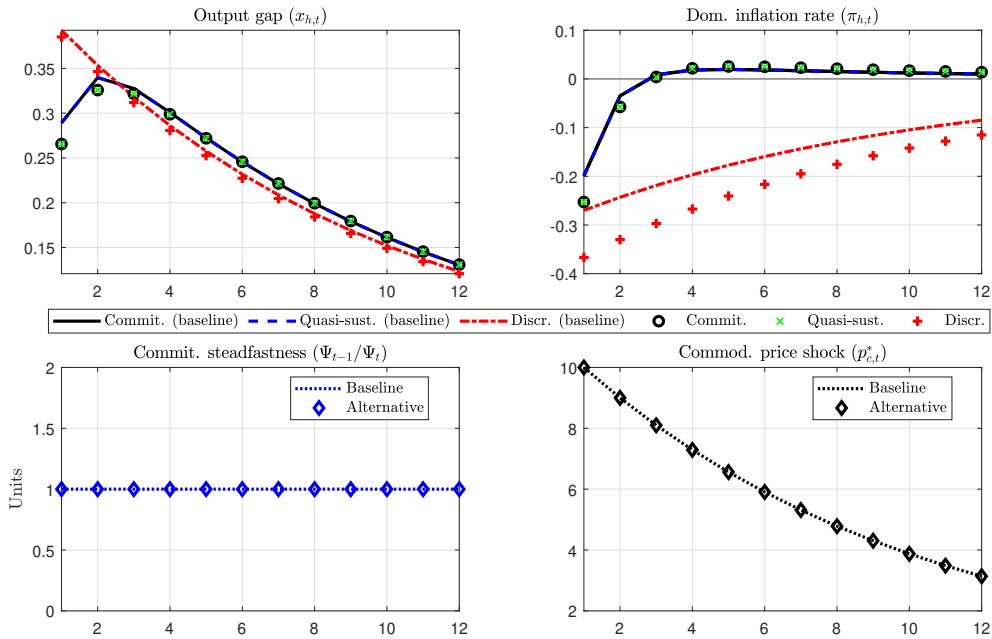 Output gap (x_{h,t})
0.35
0.3
0.25
0.2
0.15
2 4 6 8 10 12
Dom. inflation rate (π_{h,t})
0.1
0
-0.1
-0.2
-0.3
-0.4
2 4 6 8 10 12
Commit. (baseline) Quasi-sust. (baseline) Discr. (baseline) Commit. Quasi-sust. Discr.
Commit. steadfastness (Ψ_{t−1}/Ψ_t)
Units
2
1.5
1
0.5
0
Baseline
Alternative
2 4 6 8 10 12
Commod. price shock (p*_{c,t})
10
8
6
4
2
Baseline
Alternative
2 4 6 8 10 12